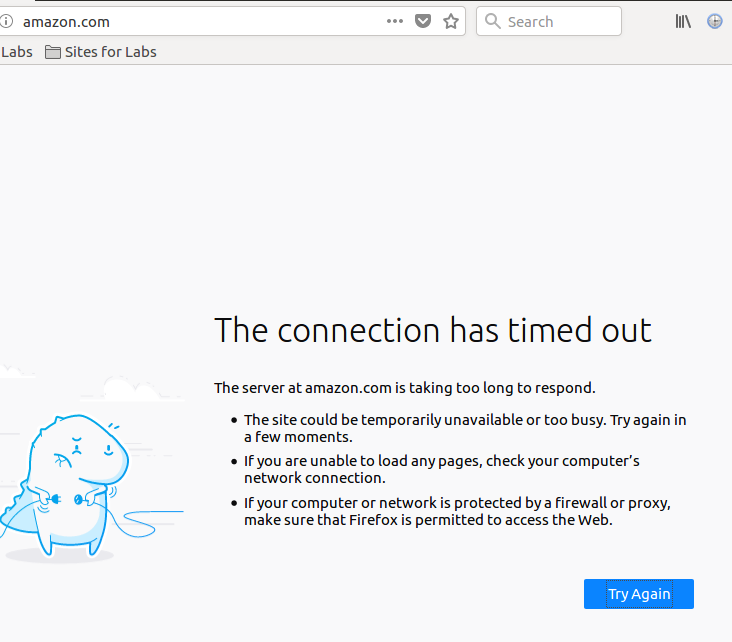 amazon.com
Search
Labs
Sites for Labs
The connection has timed out
The server at amazon.com is taking too long to respond.
The site could be temporarily unavailable or too busy. Try again in
a few moments.
If you are unable to load any pages, check your computer’s
network connection.
If your computer or network is protected by a firewall or proxy,
make sure that Firefox is permitted to access the Web.
Try Again